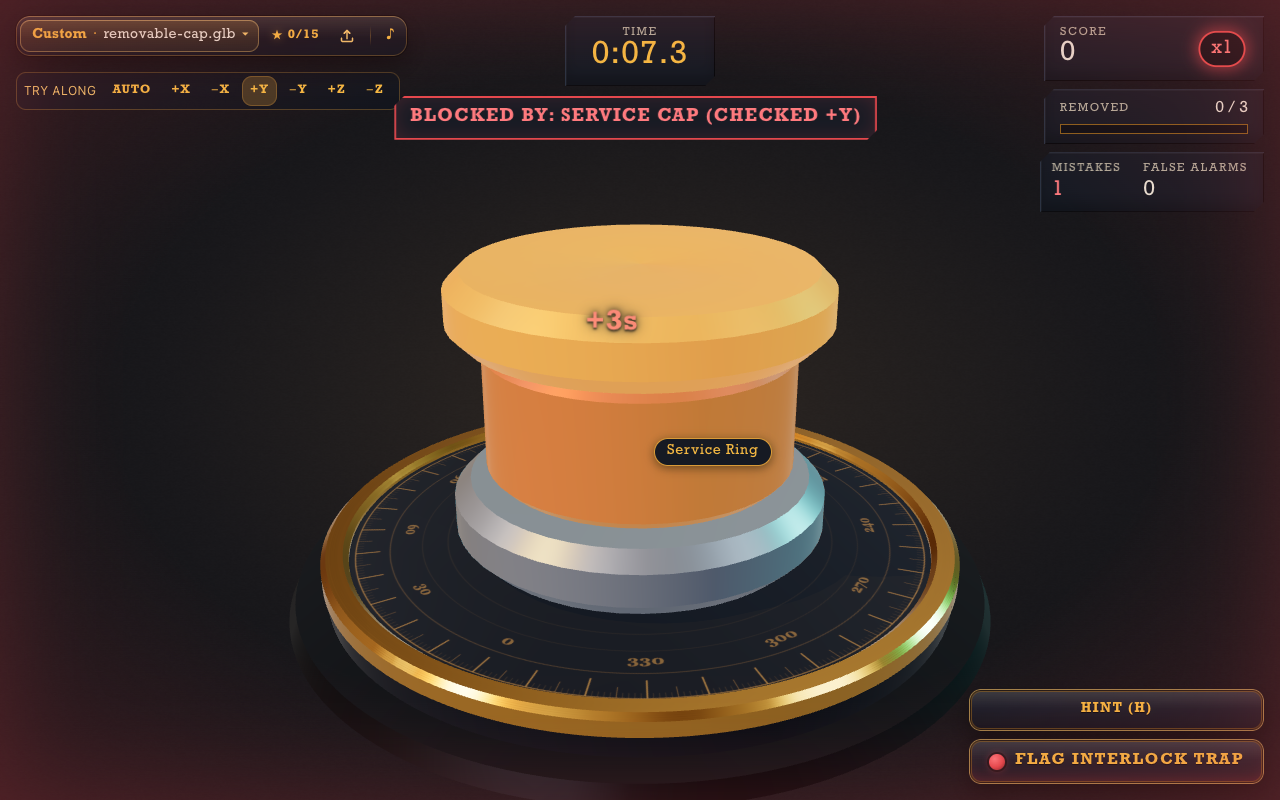 Custom · removable-cap.glb
★ 0/15
♪
TRY ALONG AUTO +X −X +Y −Y +Z −Z
TIME
0:07.3
BLOCKED BY: SERVICE CAP (CHECKED +Y)
SCORE
0
x1
REMOVED 0 / 3
MISTAKES FALSE ALARMS
1 0
+3s
Service Ring
60
30
0
330
300
270
240
HINT (H)
FLAG INTERLOCK TRAP